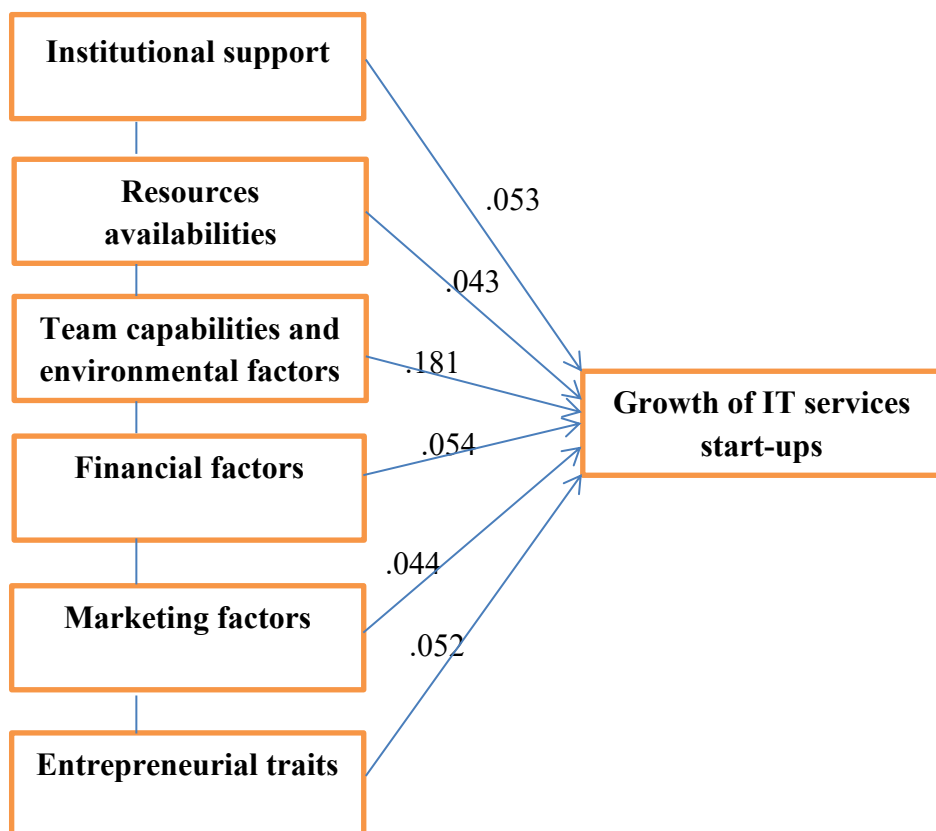 Institutional support
.053
Resources
availabilities
.043
Team capabilities and
environmental factors
.181
Growth of IT services
start-ups
Financial factors
.054
Marketing factors
.044
.052
Entrepreneurial traits